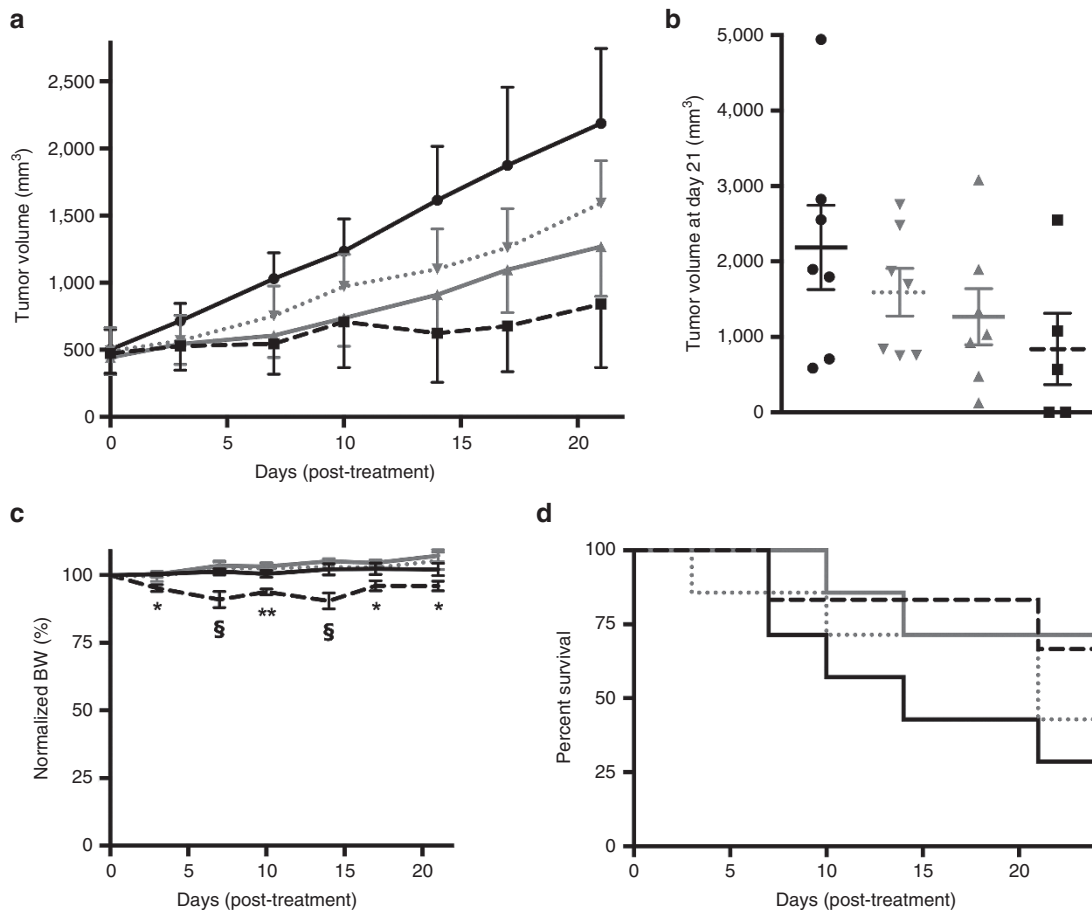 a
Tumor volume (mm3)
2,500
2,000
1,500
1,000
500
0
0 5 10 15 20
Days (post-treatment)
b
Tumor volume at day 21 (mm3)
5,000
4,000
3,000
2,000
1,000
0
c
Normalized BW (%)
100
75
50
25
0
* § ** § * *
0 5 10 15 20
Days (post-treatment)
d
Percent survival
100
75
50
25
0
0 5 10 15 20
Days (post-treatment)